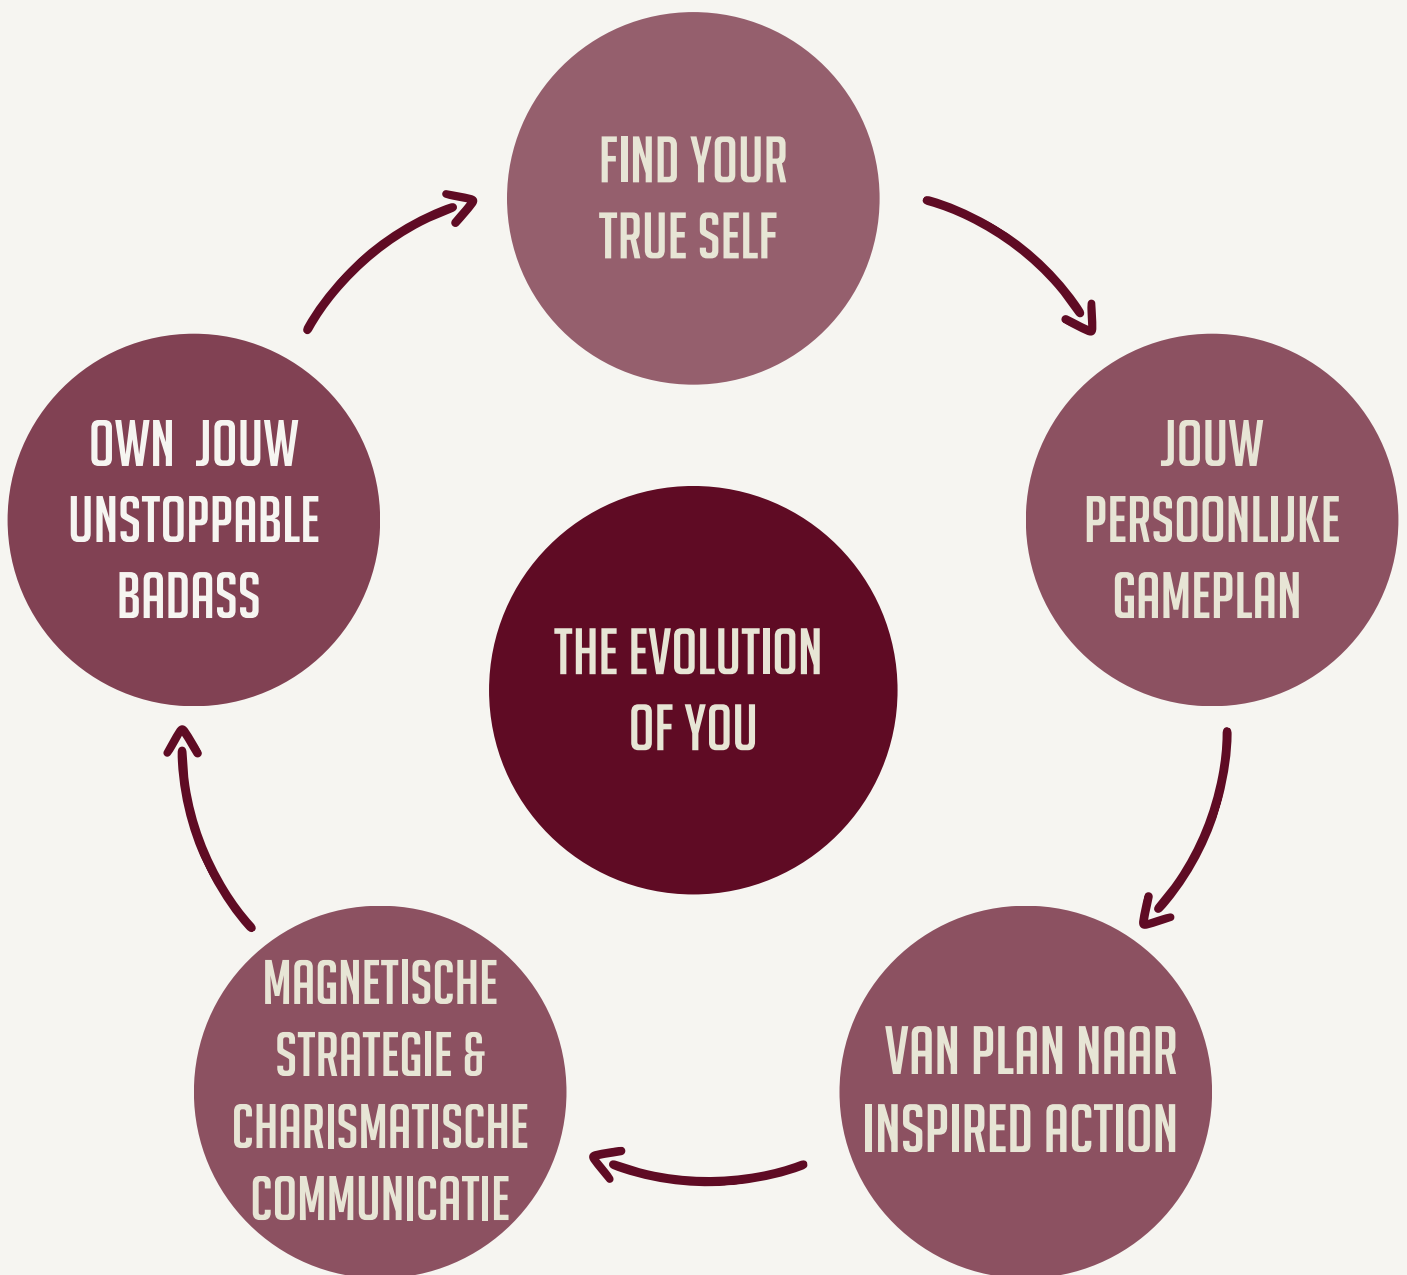 FIND YOUR
TRUE SELF
JOUW
PERSOONLIJKE
GAMEPLAN
VAN PLAN NAAR
INSPIRED ACTION
MAGNETISCHE
STRATEGIE &
CHARISMATISCHE
COMMUNICATIE
OWN JOUW
UNSTOPPABLE
BADASS
THE EVOLUTION
OF YOU